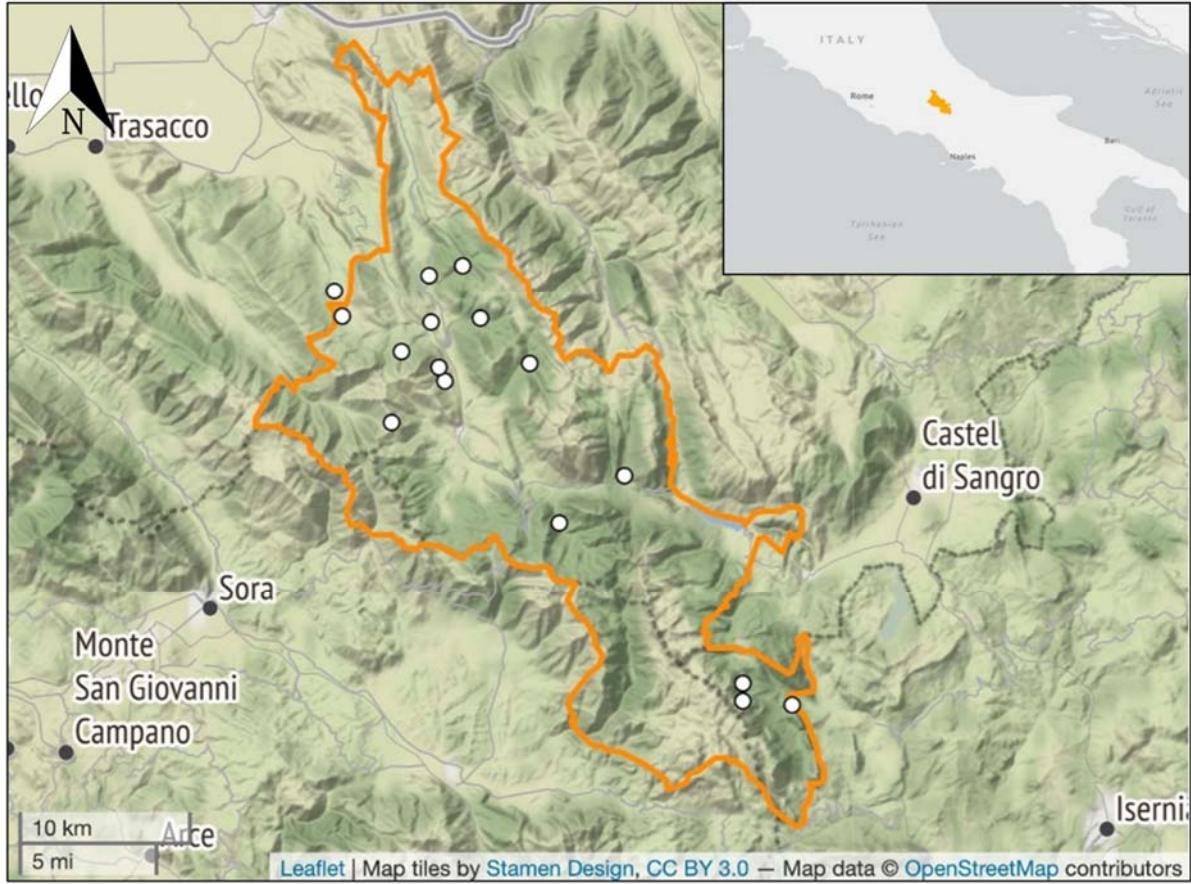 ello
N
Trasacco
ITALY
Rome
Naples
Bari
Adriatic
Sea
Tyrrhenian
Sea
Gulf of
Taranto
Castel
di Sangro
Sora
Monte
San Giovanni
Campano
Arce
Isernia
10 km
5 mi
Leaflet | Map tiles by Stamen Design, CC BY 3.0 — Map data © OpenStreetMap contributors